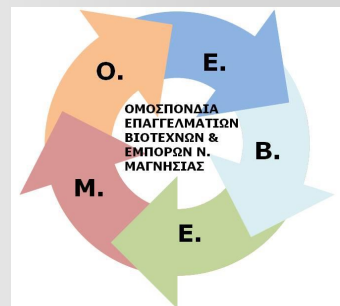 Ο.
Ε.
Β.
Ε.
Μ.
ΟΜΟΣΠΟΝΔΙΑ
ΕΠΑΓΓΕΛΜΑΤΙΩΝ
ΒΙΟΤΕΧΝΩΝ &
ΕΜΠΟΡΩΝ Ν.
ΜΑΓΝΗΣΙΑΣ